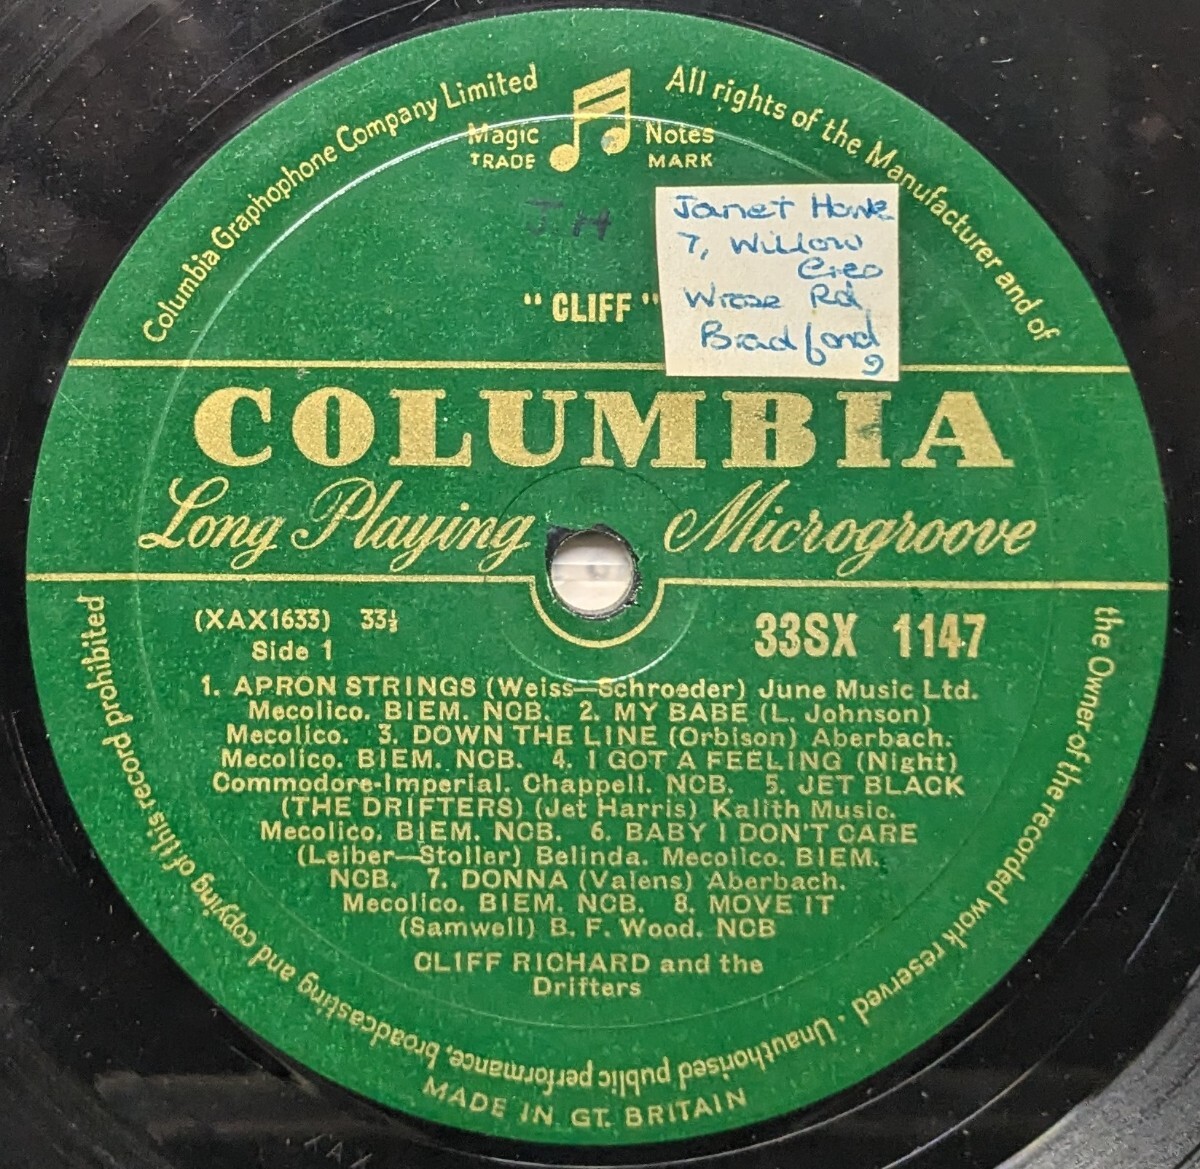 Columbia Graphophone Company Limited
All rights of the Manufacturer and of
the Owner of the recorded work reserved · Unauthorised public performance, broadcasting and copying of this record prohibited
Magic Notes
TRADE MARK
J H
Janet
7, Willow
Cres
Wrose Rd
Bradford
9
" CLIFF "
COLUMBIA
Long Playing Microgroove
(XAX1633) 33⅓
Side 1
33SX 1147
1. APRON STRINGS (Weiss—Schroeder) June Music Ltd.
Mecolico. BIEM. NCB. 2. MY BABE (L. Johnson)
Mecolico. 3. DOWN THE LINE (Orbison) Aberbach.
Mecolico. BIEM. NCB. 4. I GOT A FEELING (Night)
Commodore-Imperial. Chappell. NCB. 5. JET BLACK
(THE DRIFTERS) (Jet Harris) Kalith Music.
Mecolico. BIEM. NCB. 6. BABY I DON'T CARE
(Leiber—Stoller) Belinda. Mecolico. BIEM.
NCB. 7. DONNA (Valens) Aberbach.
Mecolico. BIEM. NCB. 8. MOVE IT
(Samwell) B. F. Wood. NCB
CLIFF RICHARD and the
Drifters
MADE IN GT. BRITAIN